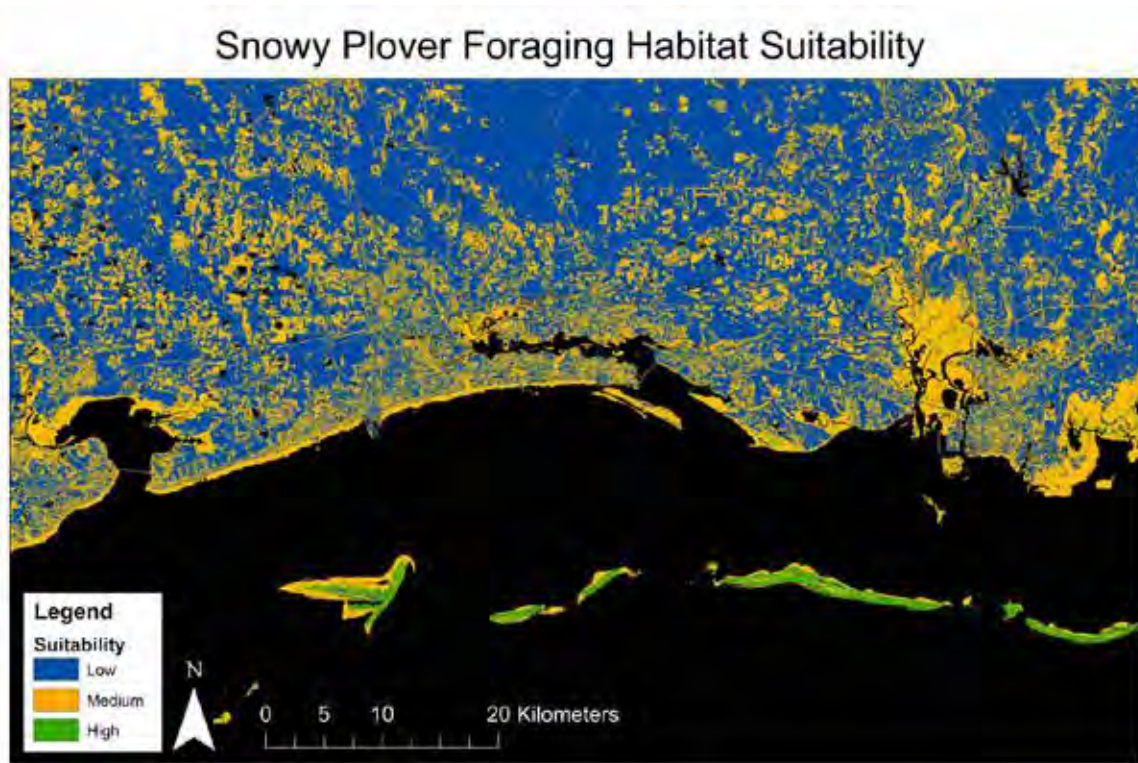 Snowy Plover Foraging Habitat Suitability
Legend
Suitability
Low
Medium
High
N
0 5 10 20 Kilometers